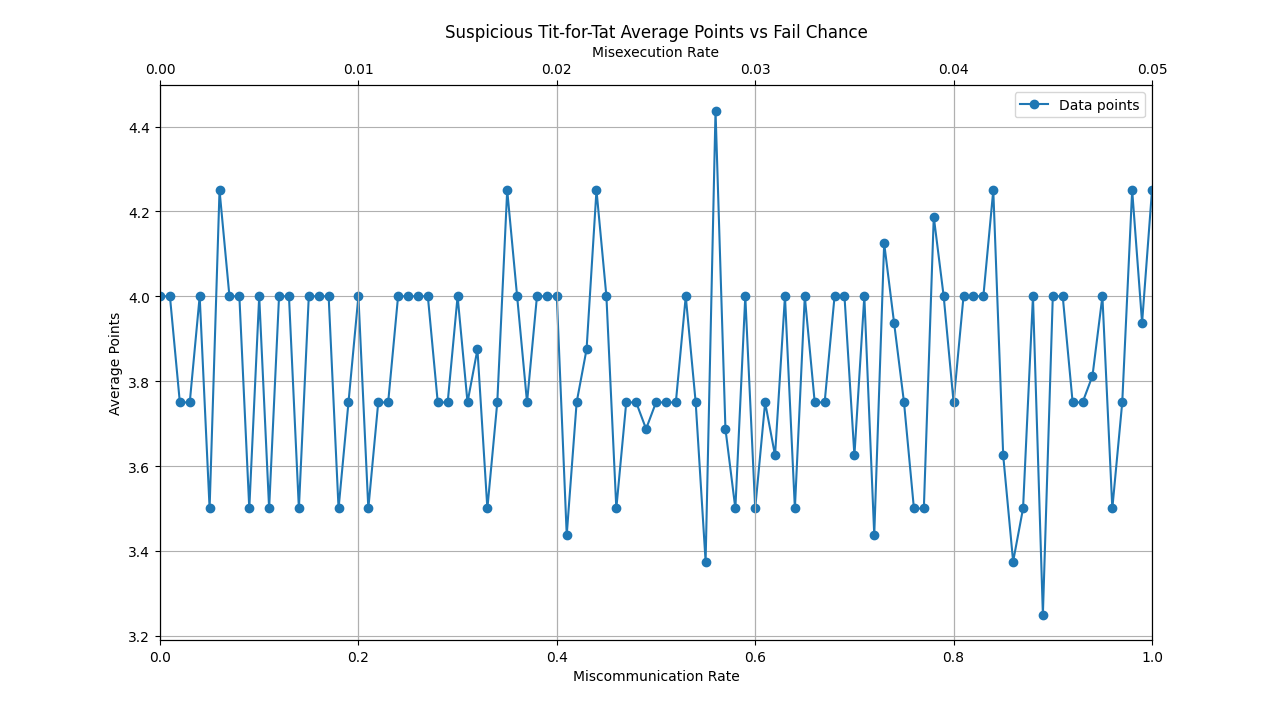 Suspicious Tit-for-Tat Average Points vs Fail Chance
Misexecution Rate
0.00 0.01 0.02 0.03 0.04 0.05
Data points
4.4
4.2
4.0
3.8
3.6
3.4
3.2
Average Points
0.0 0.2 0.4 0.6 0.8 1.0
Miscommunication Rate